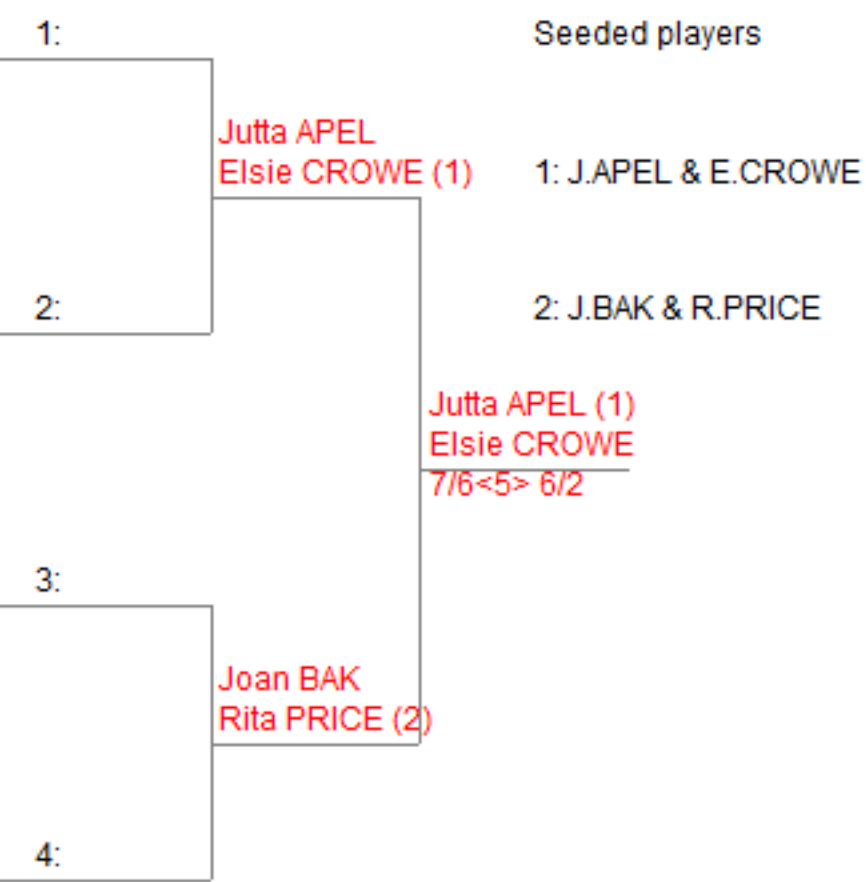 1:
Seeded players
Jutta APEL
Elsie CROWE (1)
1: J.APEL & E.CROWE
2:
2: J.BAK & R.PRICE
Jutta APEL (1)
Elsie CROWE
7/6<5> 6/2
3:
Joan BAK
Rita PRICE (2)
4: